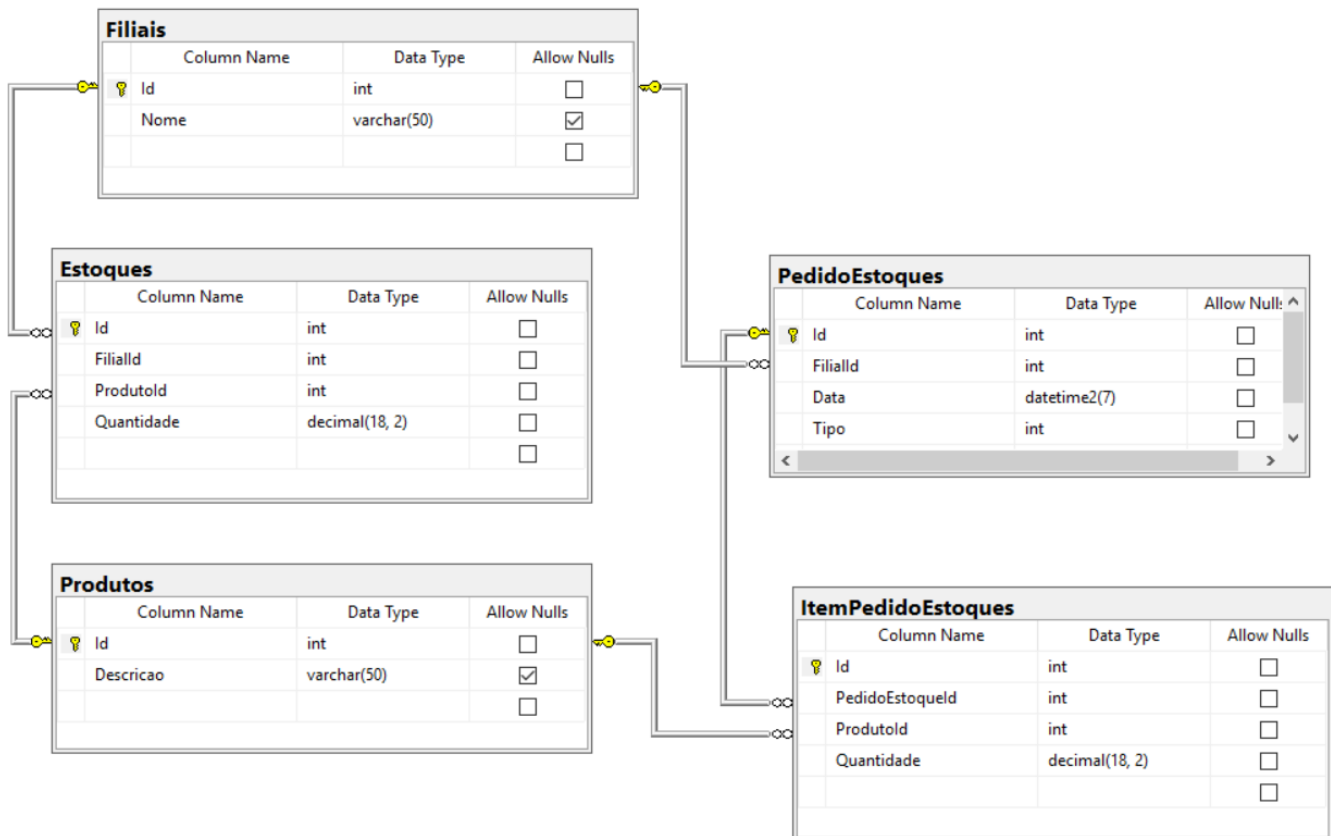 Filiais
Column Name Data Type Allow Nulls
Id int
Nome varchar(50)
Estoques
Column Name Data Type Allow Nulls
Id int
FilialId int
ProdutoId int
Quantidade decimal(18, 2)
Produtos
Column Name Data Type Allow Nulls
Id int
Descricao varchar(50)
PedidoEstoques
Column Name Data Type Allow Nulls
Id int
FilialId int
Data datetime2(7)
Tipo int
ItemPedidoEstoques
Column Name Data Type Allow Nulls
Id int
PedidoEstoqueId int
ProdutoId int
Quantidade decimal(18, 2)